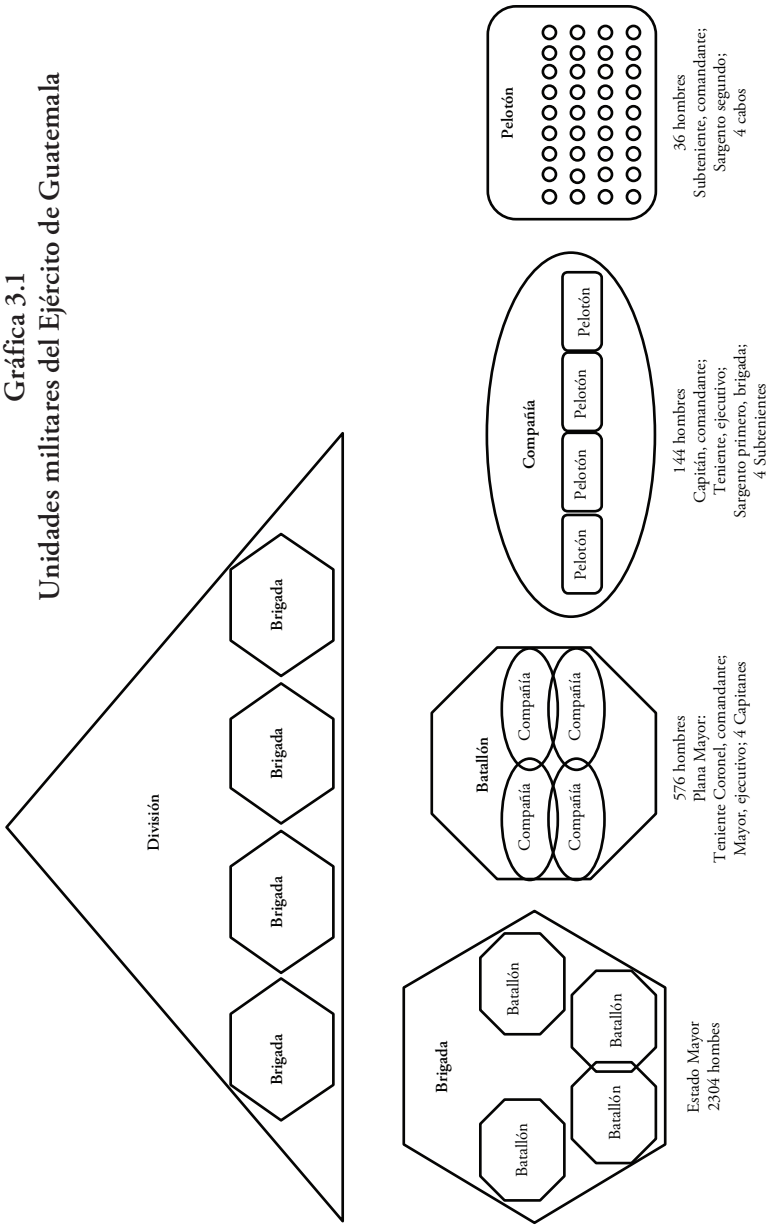 Gráfica 3.1
Unidades militares del Ejército de Guatemala
División
Brigada
Brigada
Brigada
Brigada
Brigada
Batallón
Batallón
Batallón
Batallón
Estado Mayor
2304 hombes
Batallón
Compañía
Compañía
Compañía
Compañía
576 hombres
Plana Mayor:
Teniente Coronel, comandante;
Mayor, ejecutivo; 4 Capitanes
Compañía
Pelotón
Pelotón
Pelotón
Pelotón
144 hombres
Capitán, comandante;
Teniente, ejecutivo;
Sargento primero, brigada;
4 Subtenientes
Pelotón
36 hombres
Subteniente, comandante;
Sargento segundo;
4 cabos